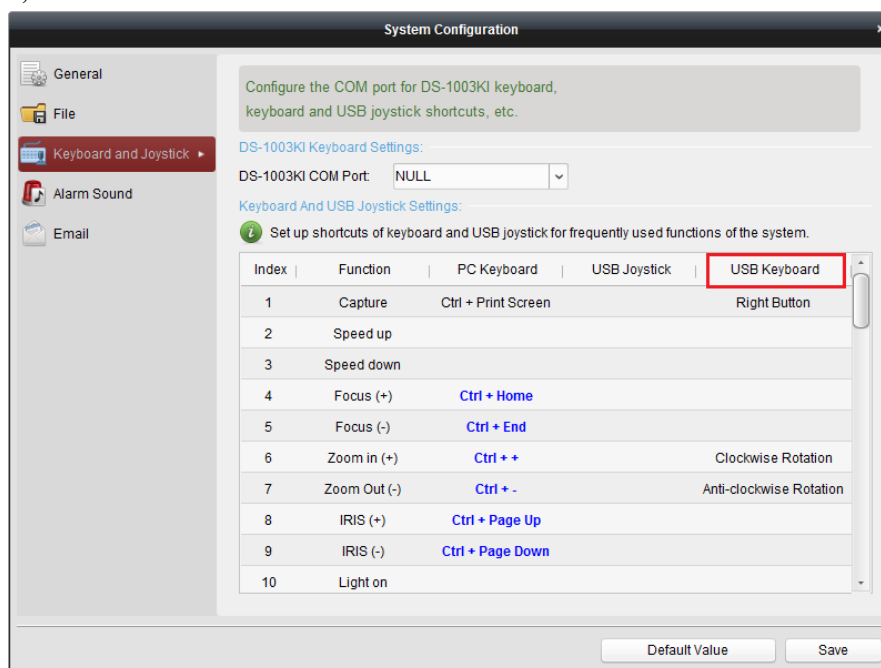 System Configuration
General
File
Keyboard and Joystick
Alarm Sound
Email
Configure the COM port for DS-1003KI keyboard,
keyboard and USB joystick shortcuts, etc.
DS-1003KI Keyboard Settings:
DS-1003KI COM Port: NULL
Keyboard And USB Joystick Settings:
Set up shortcuts of keyboard and USB joystick for frequently used functions of the system.
Index Function PC Keyboard USB Joystick USB Keyboard
1 Capture Ctrl + Print Screen Right Button
2 Speed up
3 Speed down
4 Focus (+) Ctrl + Home
5 Focus (-) Ctrl + End
6 Zoom in (+) Ctrl + + Clockwise Rotation
7 Zoom Out (-) Ctrl + - Anti-clockwise Rotation
8 IRIS (+) Ctrl + Page Up
9 IRIS (-) Ctrl + Page Down
10 Light on
Default Value Save